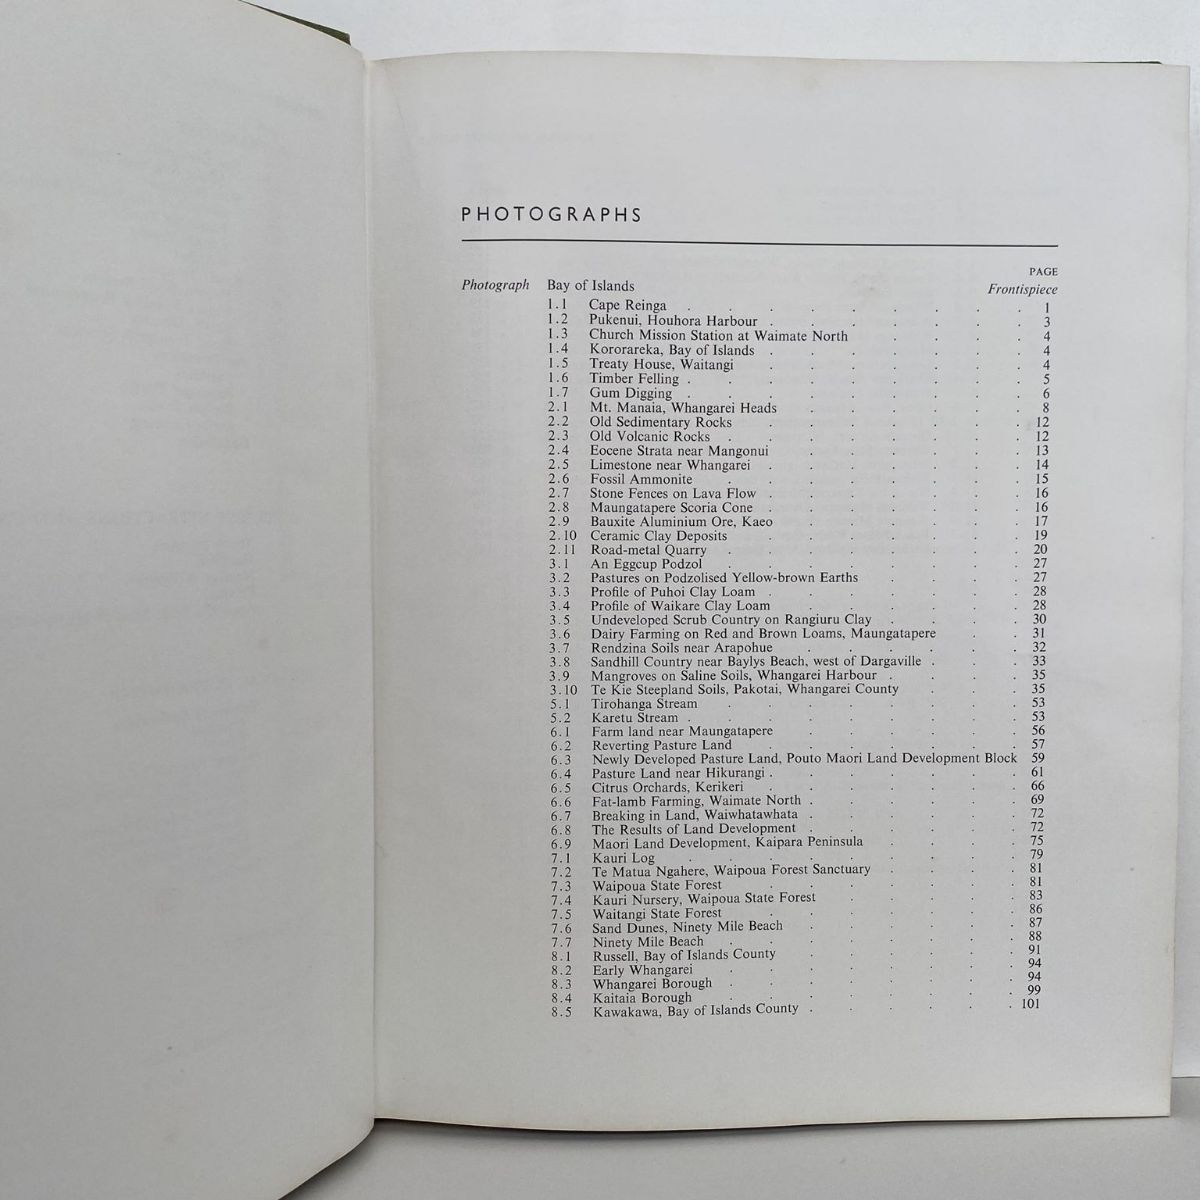 PHOTOGRAPHS
PAGE
Photograph Bay of Islands Frontispiece
1.1 Cape Reinga . . . . . . . . . 1
1.2 Pukenui, Houhora Harbour . . . . . . . 3
1.3 Church Mission Station at Waimate North . . . . 4
1.4 Kororareka, Bay of Islands . . . . . . . 4
1.5 Treaty House, Waitangi . . . . . . . 4
1.6 Timber Felling . . . . . . . . . 5
1.7 Gum Digging . . . . . . . . . 6
2.1 Mt. Manaia, Whangarei Heads . . . . . . 8
2.2 Old Sedimentary Rocks . . . . . . . 12
2.3 Old Volcanic Rocks . . . . . . . . 12
2.4 Eocene Strata near Mangonui . . . . . . 13
2.5 Limestone near Whangarei . . . . . . . 14
2.6 Fossil Ammonite . . . . . . . . 15
2.7 Stone Fences on Lava Flow . . . . . . . 16
2.8 Maungatapere Scoria Cone . . . . . . . 16
2.9 Bauxite Aluminium Ore, Kaeo . . . . . . 17
2.10 Ceramic Clay Deposits . . . . . . . 19
2.11 Road-metal Quarry . . . . . . . . 20
3.1 An Eggcup Podzol . . . . . . . . 27
3.2 Pastures on Podzolised Yellow-brown Earths . . . . 27
3.3 Profile of Puhoi Clay Loam . . . . . . . 28
3.4 Profile of Waikare Clay Loam . . . . . . 28
3.5 Undeveloped Scrub Country on Rangiuru Clay . . . . 30
3.6 Dairy Farming on Red and Brown Loams, Maungatapere . . 31
3.7 Rendzina Soils near Arapohue . . . . . . 32
3.8 Sandhill Country near Baylys Beach, west of Dargaville . . . 33
3.9 Mangroves on Saline Soils, Whangarei Harbour . . . . 35
3.10 Te Kie Steepland Soils, Pakotai, Whangarei County . . . 35
5.1 Tirohanga Stream . . . . . . . . 53
5.2 Karetu Stream . . . . . . . . . 53
6.1 Farm land near Maungatapere . . . . . . 56
6.2 Reverting Pasture Land . . . . . . . 57
6.3 Newly Developed Pasture Land, Pouto Maori Land Development Block 59
6.4 Pasture Land near Hikurangi . . . . . . . 61
6.5 Citrus Orchards, Kerikeri . . . . . . . 66
6.6 Fat-lamb Farming, Waimate North . . . . . . 69
6.7 Breaking in Land, Waiwhatawhata . . . . . . 72
6.8 The Results of Land Development . . . . . . 72
6.9 Maori Land Development, Kaipara Peninsula . . . . 75
7.1 Kauri Log . . . . . . . . . 79
7.2 Te Matua Ngahere, Waipoua Forest Sanctuary . . . . 81
7.3 Waipoua State Forest . . . . . . . 81
7.4 Kauri Nursery, Waipoua State Forest . . . . . 83
7.5 Waitangi State Forest . . . . . . . 86
7.6 Sand Dunes, Ninety Mile Beach . . . . . . 87
7.7 Ninety Mile Beach . . . . . . . . 88
8.1 Russell, Bay of Islands County . . . . . . 91
8.2 Early Whangarei . . . . . . . . 94
8.3 Whangarei Borough . . . . . . . . 94
8.4 Kaitaia Borough . . . . . . . . 99
8.5 Kawakawa, Bay of Islands County . . . . . . 101